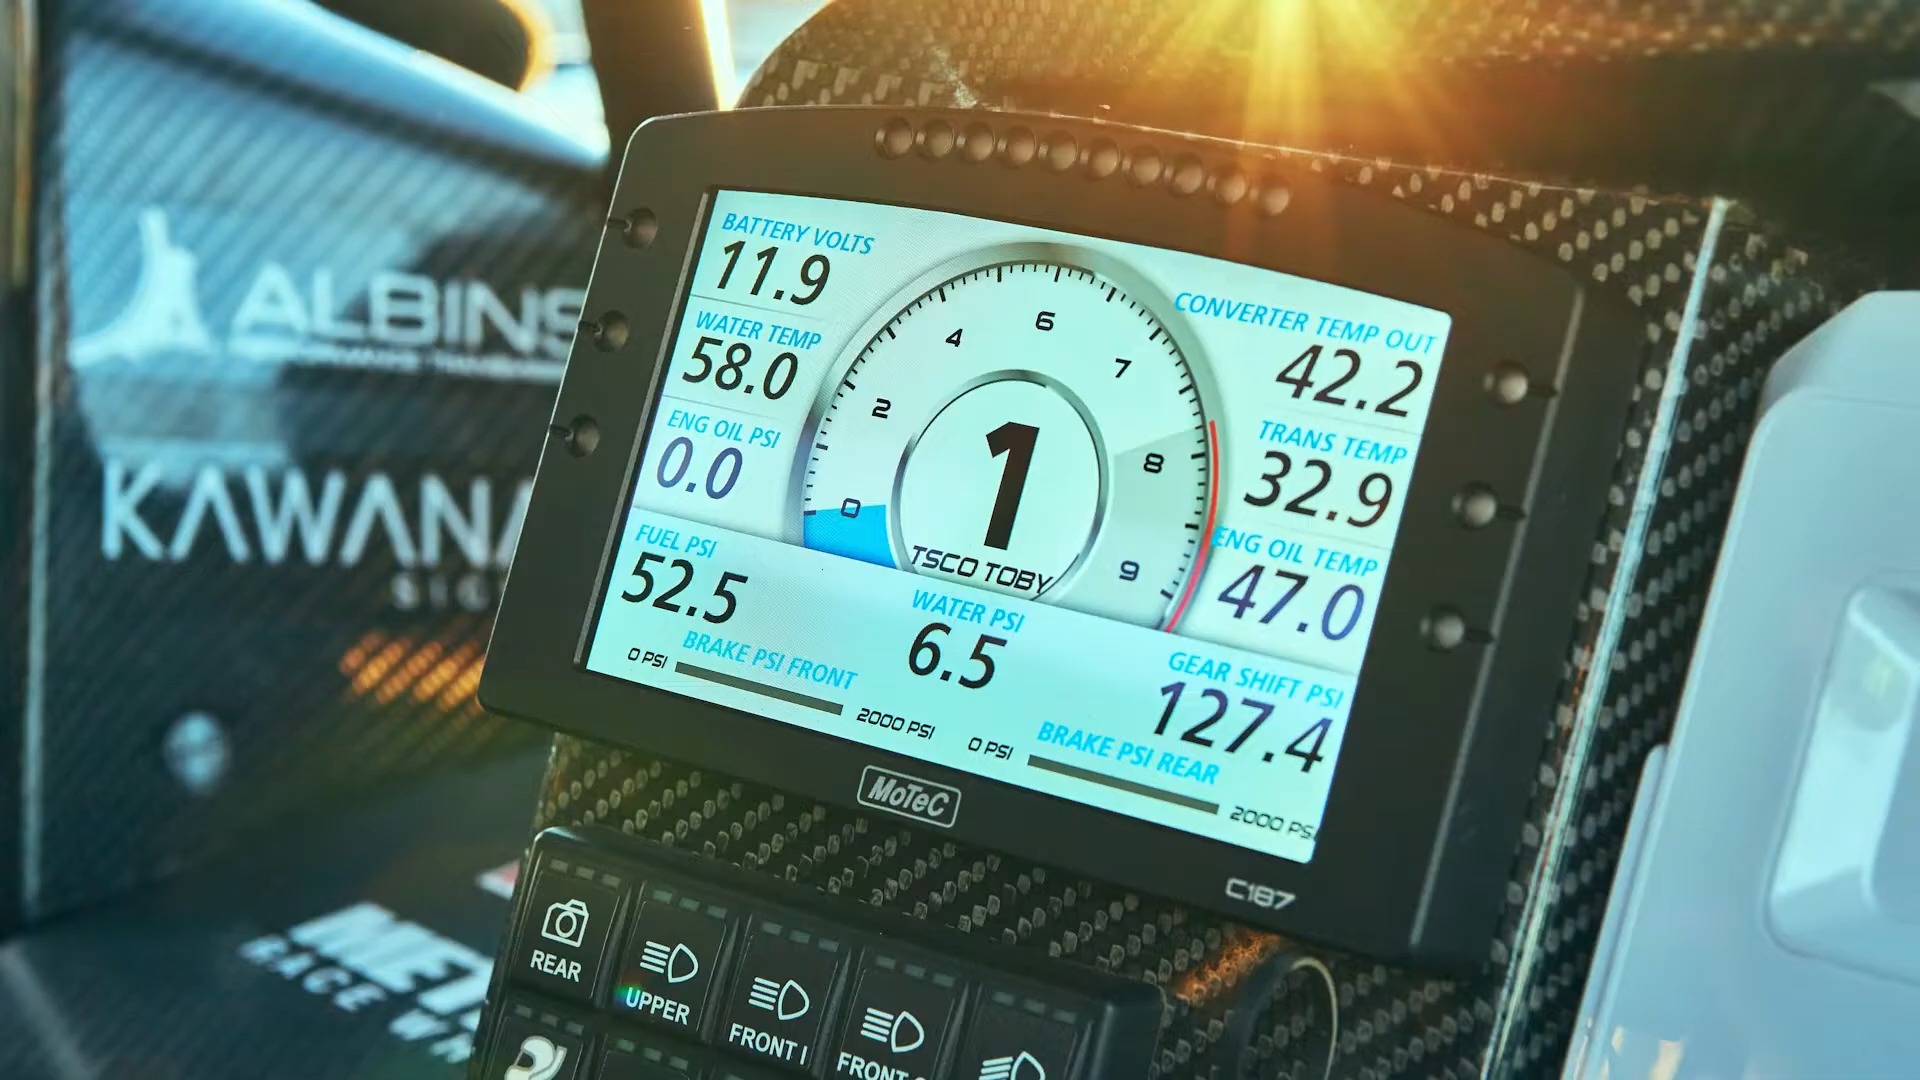 ALBINS
KAWANA
BATTERY VOLTS
11.9
WATER TEMP
58.0
ENG OIL PSI
0.0
FUEL PSI
52.5
0
2
4
6
7
8
9
1
TSCO TOBY
CONVERTER TEMP OUT
42.2
TRANS TEMP
32.9
ENG OIL TEMP
47.0
WATER PSI
6.5
GEAR SHIFT PSI
127.4
BRAKE PSI FRONT
0 PSI
2000 PSI
BRAKE PSI REAR
0 PSI
2000 PSI
MoTeC
C187
RACE
REAR
UPPER
FRONT I
FRONT